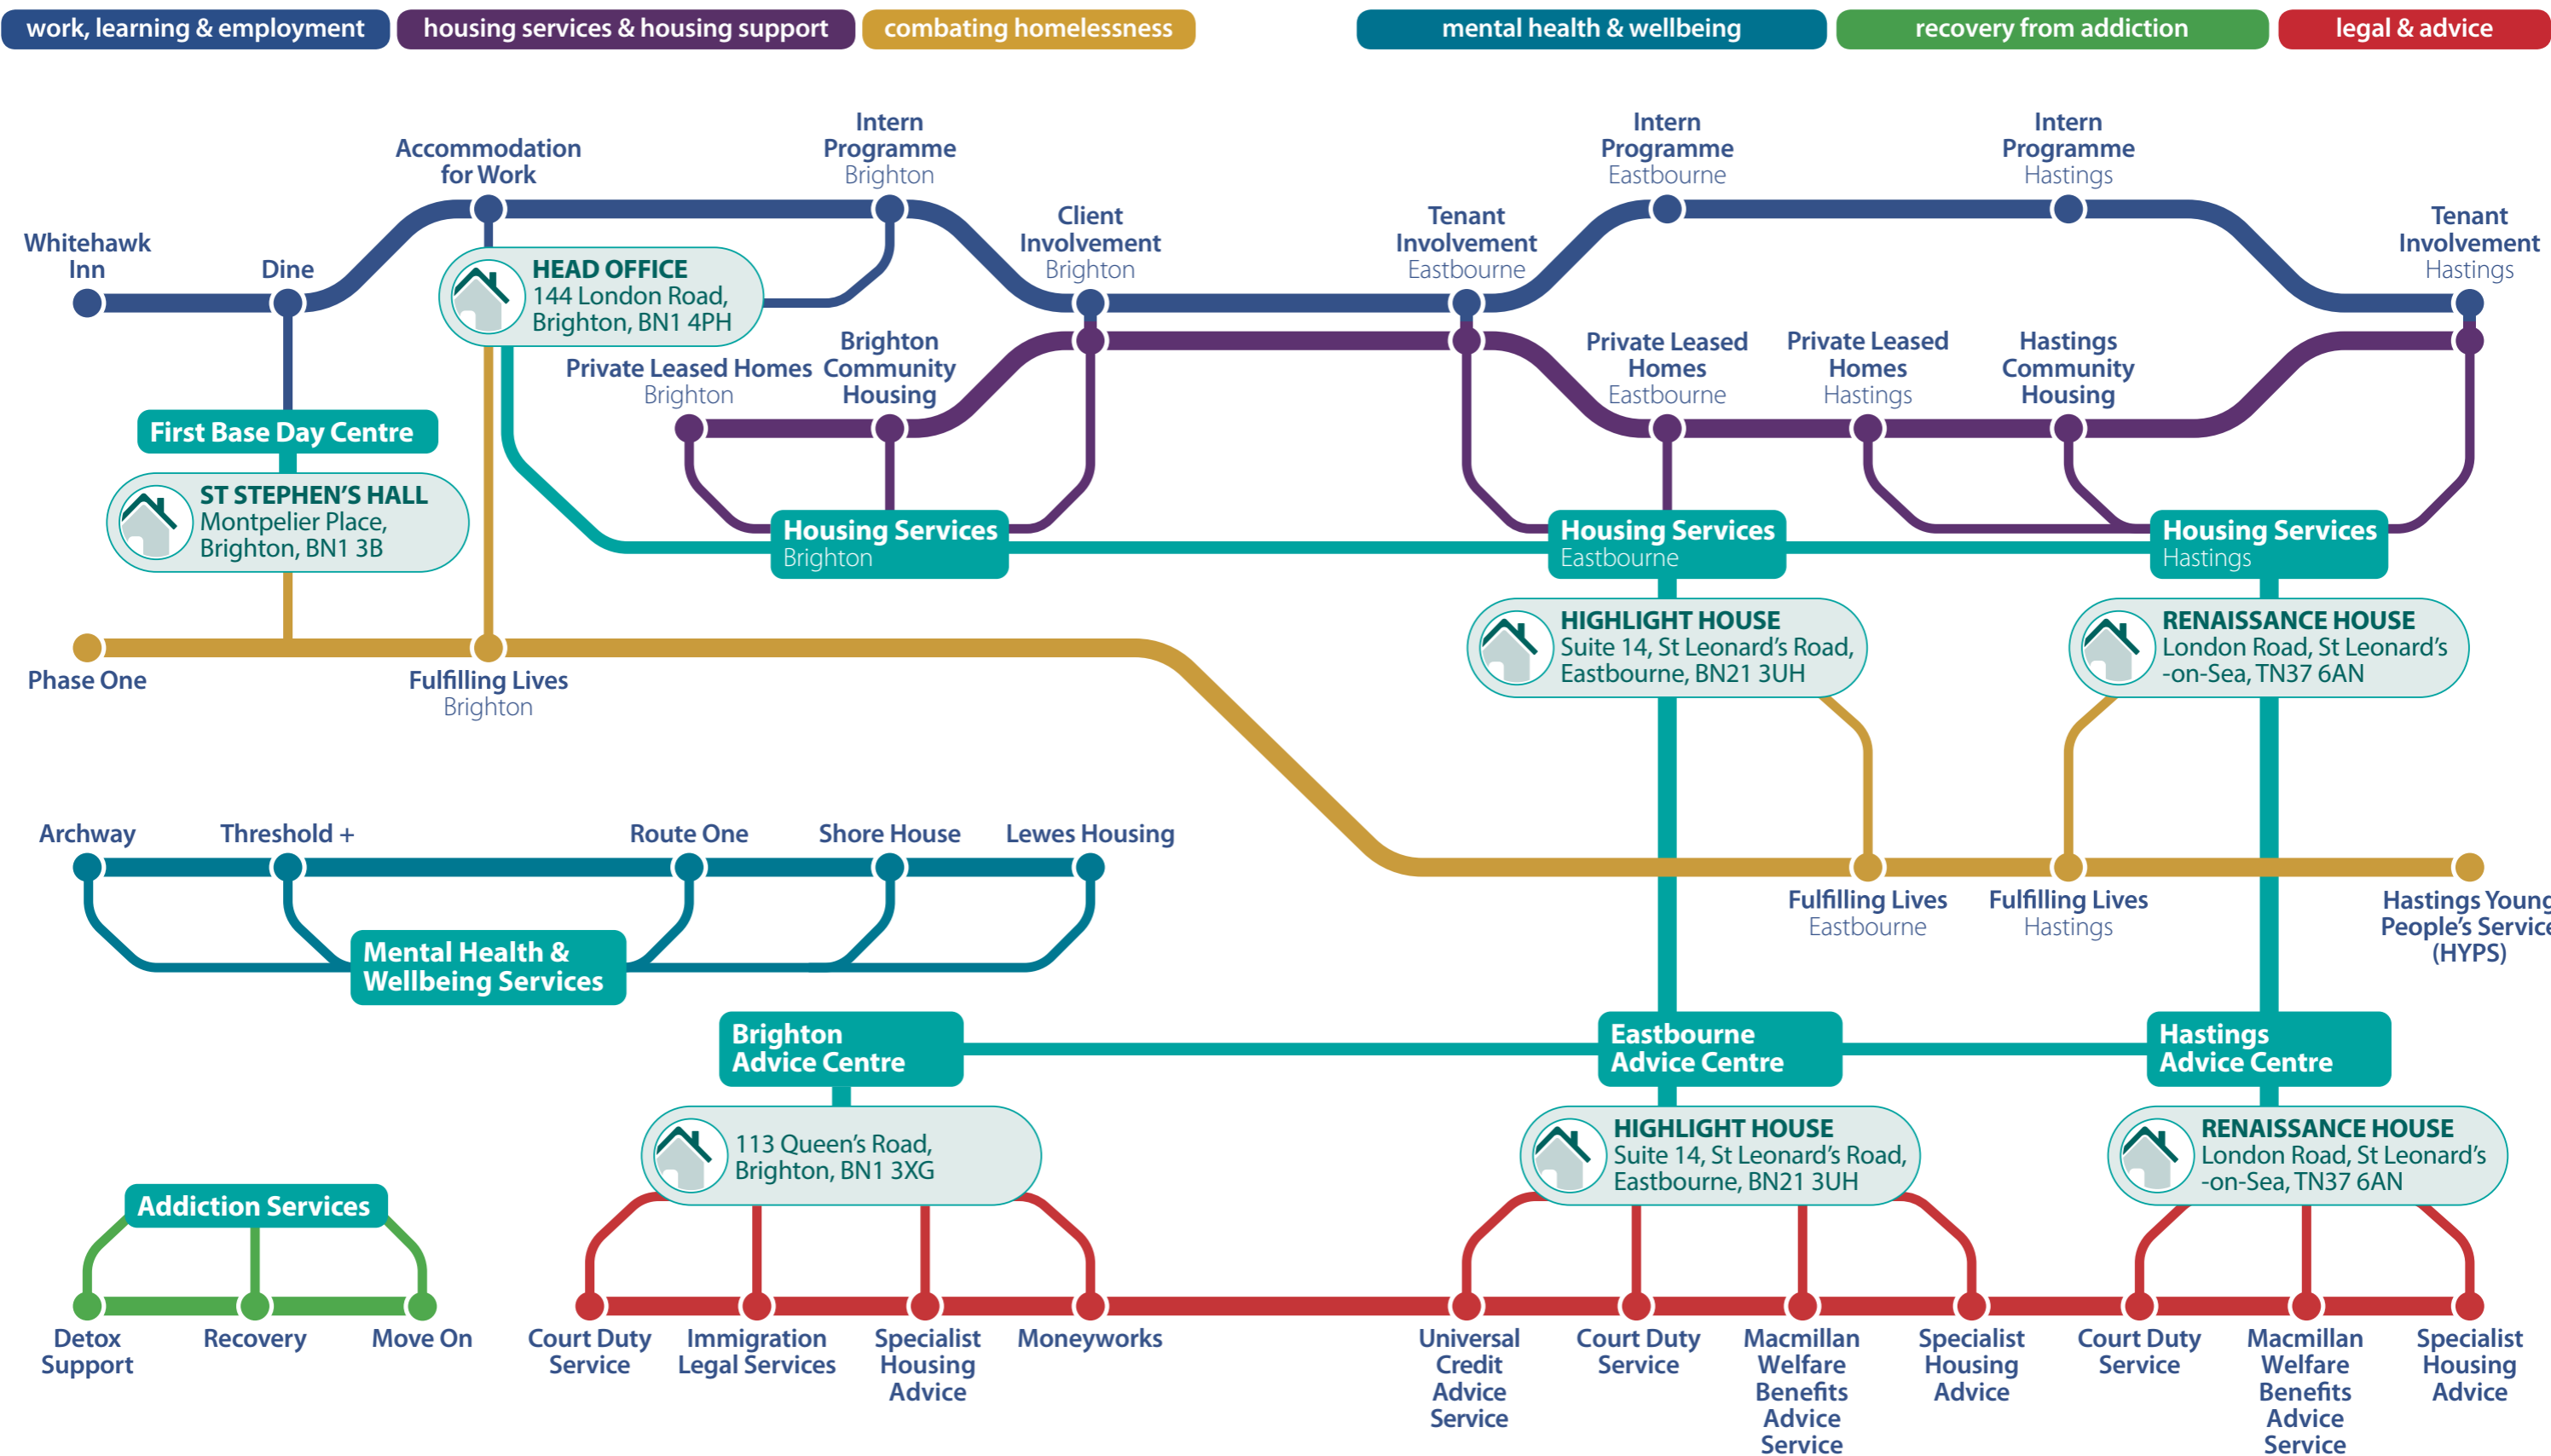 work, learning & employment
housing services & housing support
combating homelessness
mental health & wellbeing
recovery from addiction
legal & advice
Whitehawk
Inn
Dine
Accommodation
for Work
Intern
Programme
Brighton
Client
Involvement
Brighton
Tenant
Involvement
Eastbourne
Intern
Programme
Eastbourne
Intern
Programme
Hastings
Tenant
Involvement
Hastings
HEAD OFFICE
144 London Road,
Brighton, BN1 4PH
Private Leased Homes
Brighton
Brighton
Community
Housing
Private Leased
Homes
Eastbourne
Private Leased
Homes
Hastings
Hastings
Community
Housing
First Base Day Centre
ST STEPHEN'S HALL
Montpelier Place,
Brighton, BN1 3B
Housing Services
Brighton
Housing Services
Eastbourne
Housing Services
Hastings
HIGHLIGHT HOUSE
Suite 14, St Leonard's Road,
Eastbourne, BN21 3UH
RENAISSANCE HOUSE
London Road, St Leonard's
-on-Sea, TN37 6AN
Phase One
Fulfilling Lives
Brighton
Archway
Threshold +
Route One
Shore House
Lewes Housing
Fulfilling Lives
Eastbourne
Fulfilling Lives
Hastings
Hastings Young
People's Service
(HYPS)
Mental Health &
Wellbeing Services
Brighton
Advice Centre
Eastbourne
Advice Centre
Hastings
Advice Centre
113 Queen's Road,
Brighton, BN1 3XG
HIGHLIGHT HOUSE
Suite 14, St Leonard's Road,
Eastbourne, BN21 3UH
RENAISSANCE HOUSE
London Road, St Leonard's
-on-Sea, TN37 6AN
Addiction Services
Detox
Support
Recovery
Move On
Court Duty
Service
Immigration
Legal Services
Specialist
Housing
Advice
Moneyworks
Universal
Credit
Advice
Service
Court Duty
Service
Macmillan
Welfare
Benefits
Advice
Service
Specialist
Housing
Advice
Court Duty
Service
Macmillan
Welfare
Benefits
Advice
Service
Specialist
Housing
Advice